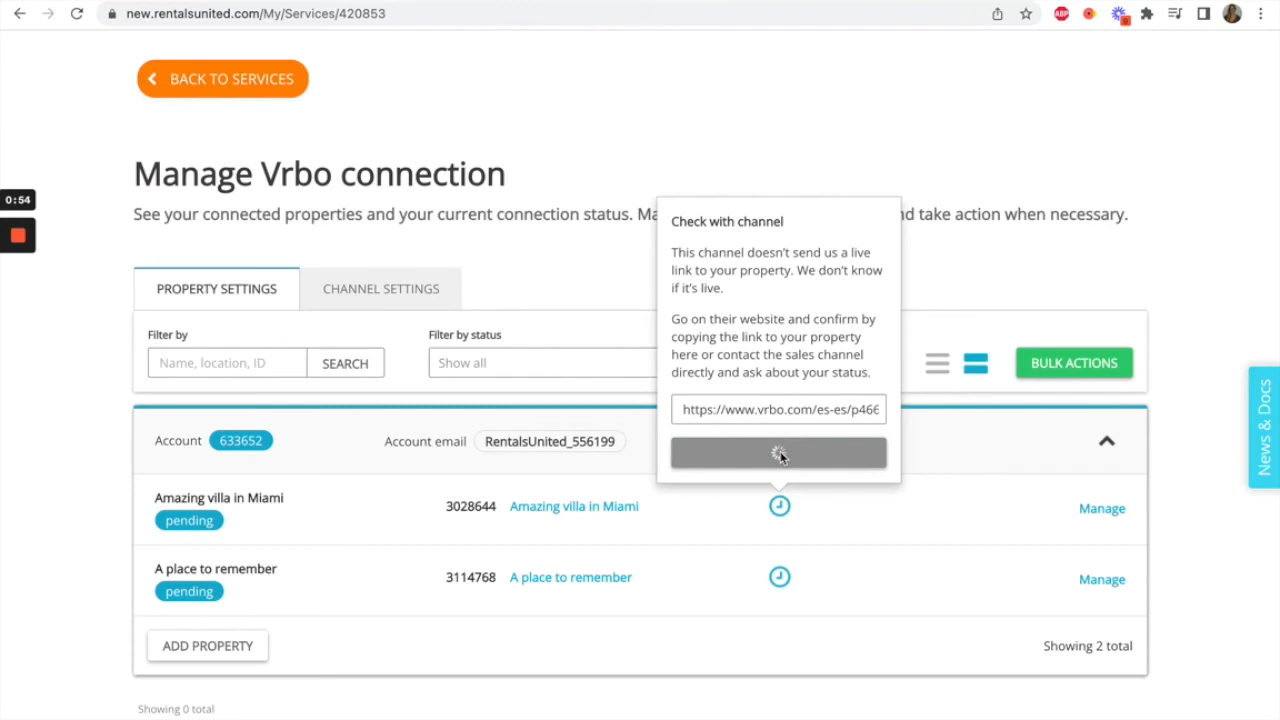 new.rentalsunited.com/My/Services/420853
ABP
BACK TO SERVICES
Manage Vrbo connection
0:54
See your connected properties and your current connection status. Ma
nd take action when necessary.
Check with channel
This channel doesn't send us a live
link to your property. We don't know
if it's live.
Go on their website and confirm by
copying the link to your property
here or contact the sales channel
directly and ask about your status.
https://www.vrbo.com/es-es/p466
PROPERTY SETTINGS
CHANNEL SETTINGS
Filter by
Filter by status
Name, location, ID
SEARCH
Show all
BULK ACTIONS
News & Docs
Account 633652
Account email RentalsUnited_556199
Amazing villa in Miami
pending
3028644 Amazing villa in Miami
Manage
A place to remember
pending
3114768 A place to remember
Manage
ADD PROPERTY
Showing 2 total
Showing 0 total